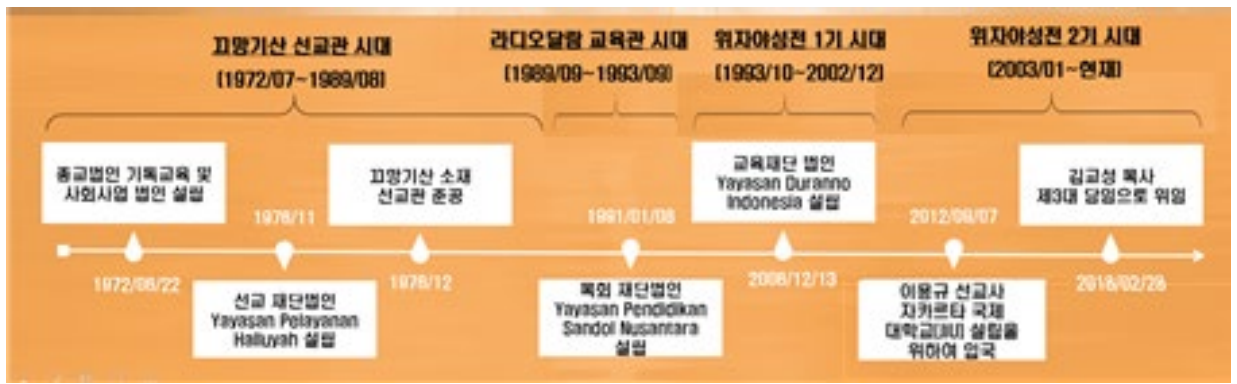 끄망기산 선교관 시대
(1972/07~1989/08)
라디오달람 교육관 시대
(1989/09~1993/09)
위자야성전 1기 시대
(1993/10~2002/12)
위자야성전 2기 시대
(2003/01~현재)
종교법인 기독교육 및
사회사업 법인 설립
1972/06/22
1976/11
선교 재단법인
Yayasan Pelayanan
Halluyah 설립
끄망기산 소재
선교관 준공
1976/12
1991/01/08
목회 재단법인
Yayasan Pendidikan
Sandol Nusantara
설립
교육재단 법인
Yayasan Duranno
Indonesia 설립
2006/12/13
2012/08/07
이용규 선교사
자카르타 국제
대학교(JIU) 설립을
위하여 입국
김교성 목사
제3대 담임으로 위임
2018/02/28